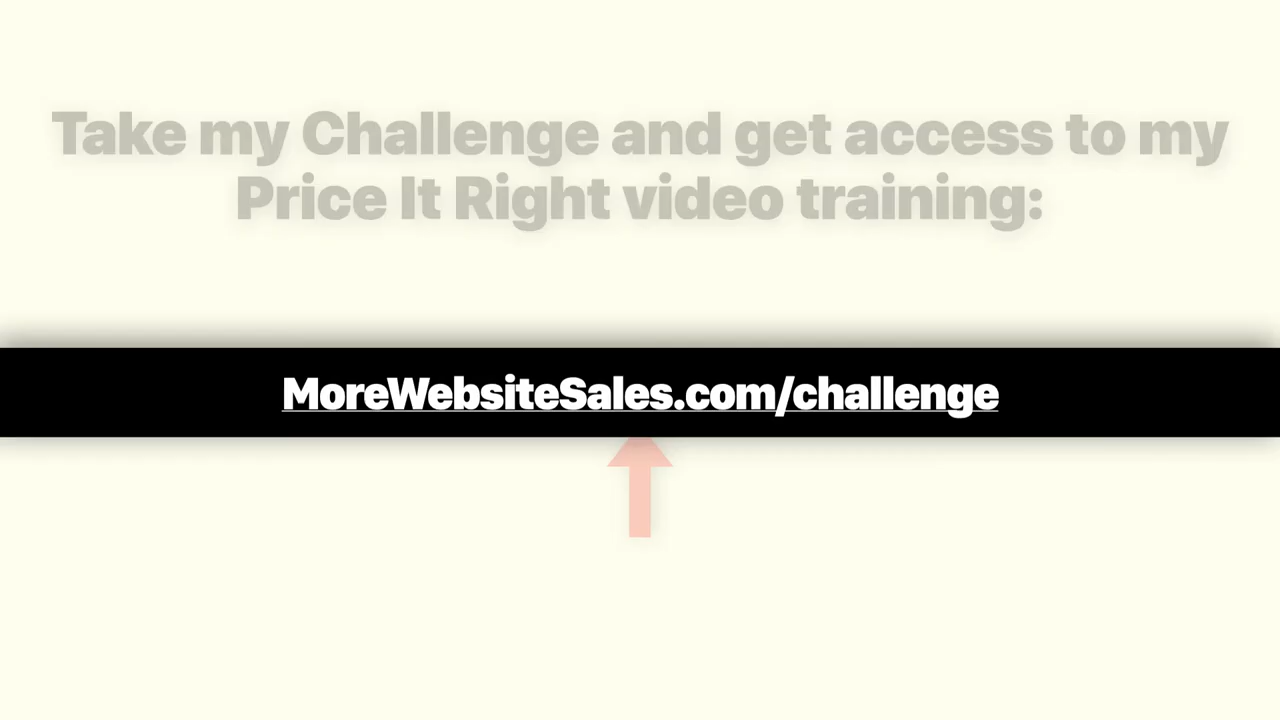 Take my Challenge and get access to my
Price It Right video training:
MoreWebsiteSales.com/challenge